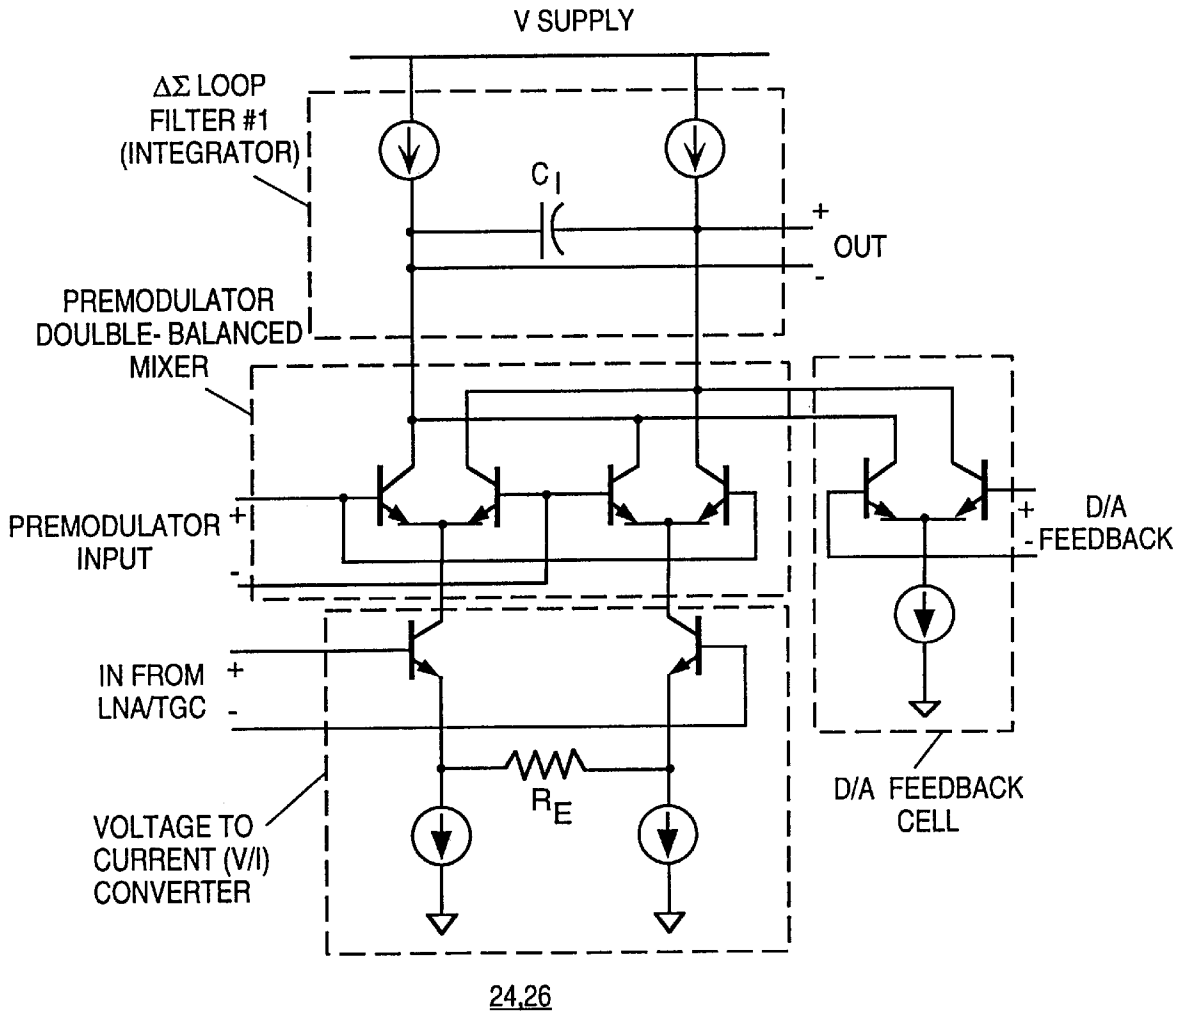 V SUPPLY
ΔΣ LOOP
FILTER #1
(INTEGRATOR)
C I
+
OUT
-
PREMODULATOR
DOULBLE- BALANCED
MIXER
+
PREMODULATOR
INPUT
-
+
D/A
-
FEEDBACK
IN FROM
LNA/TGC
+
-
RE
D/A FEEDBACK
CELL
VOLTAGE TO
CURRENT (V/I)
CONVERTER
24,26